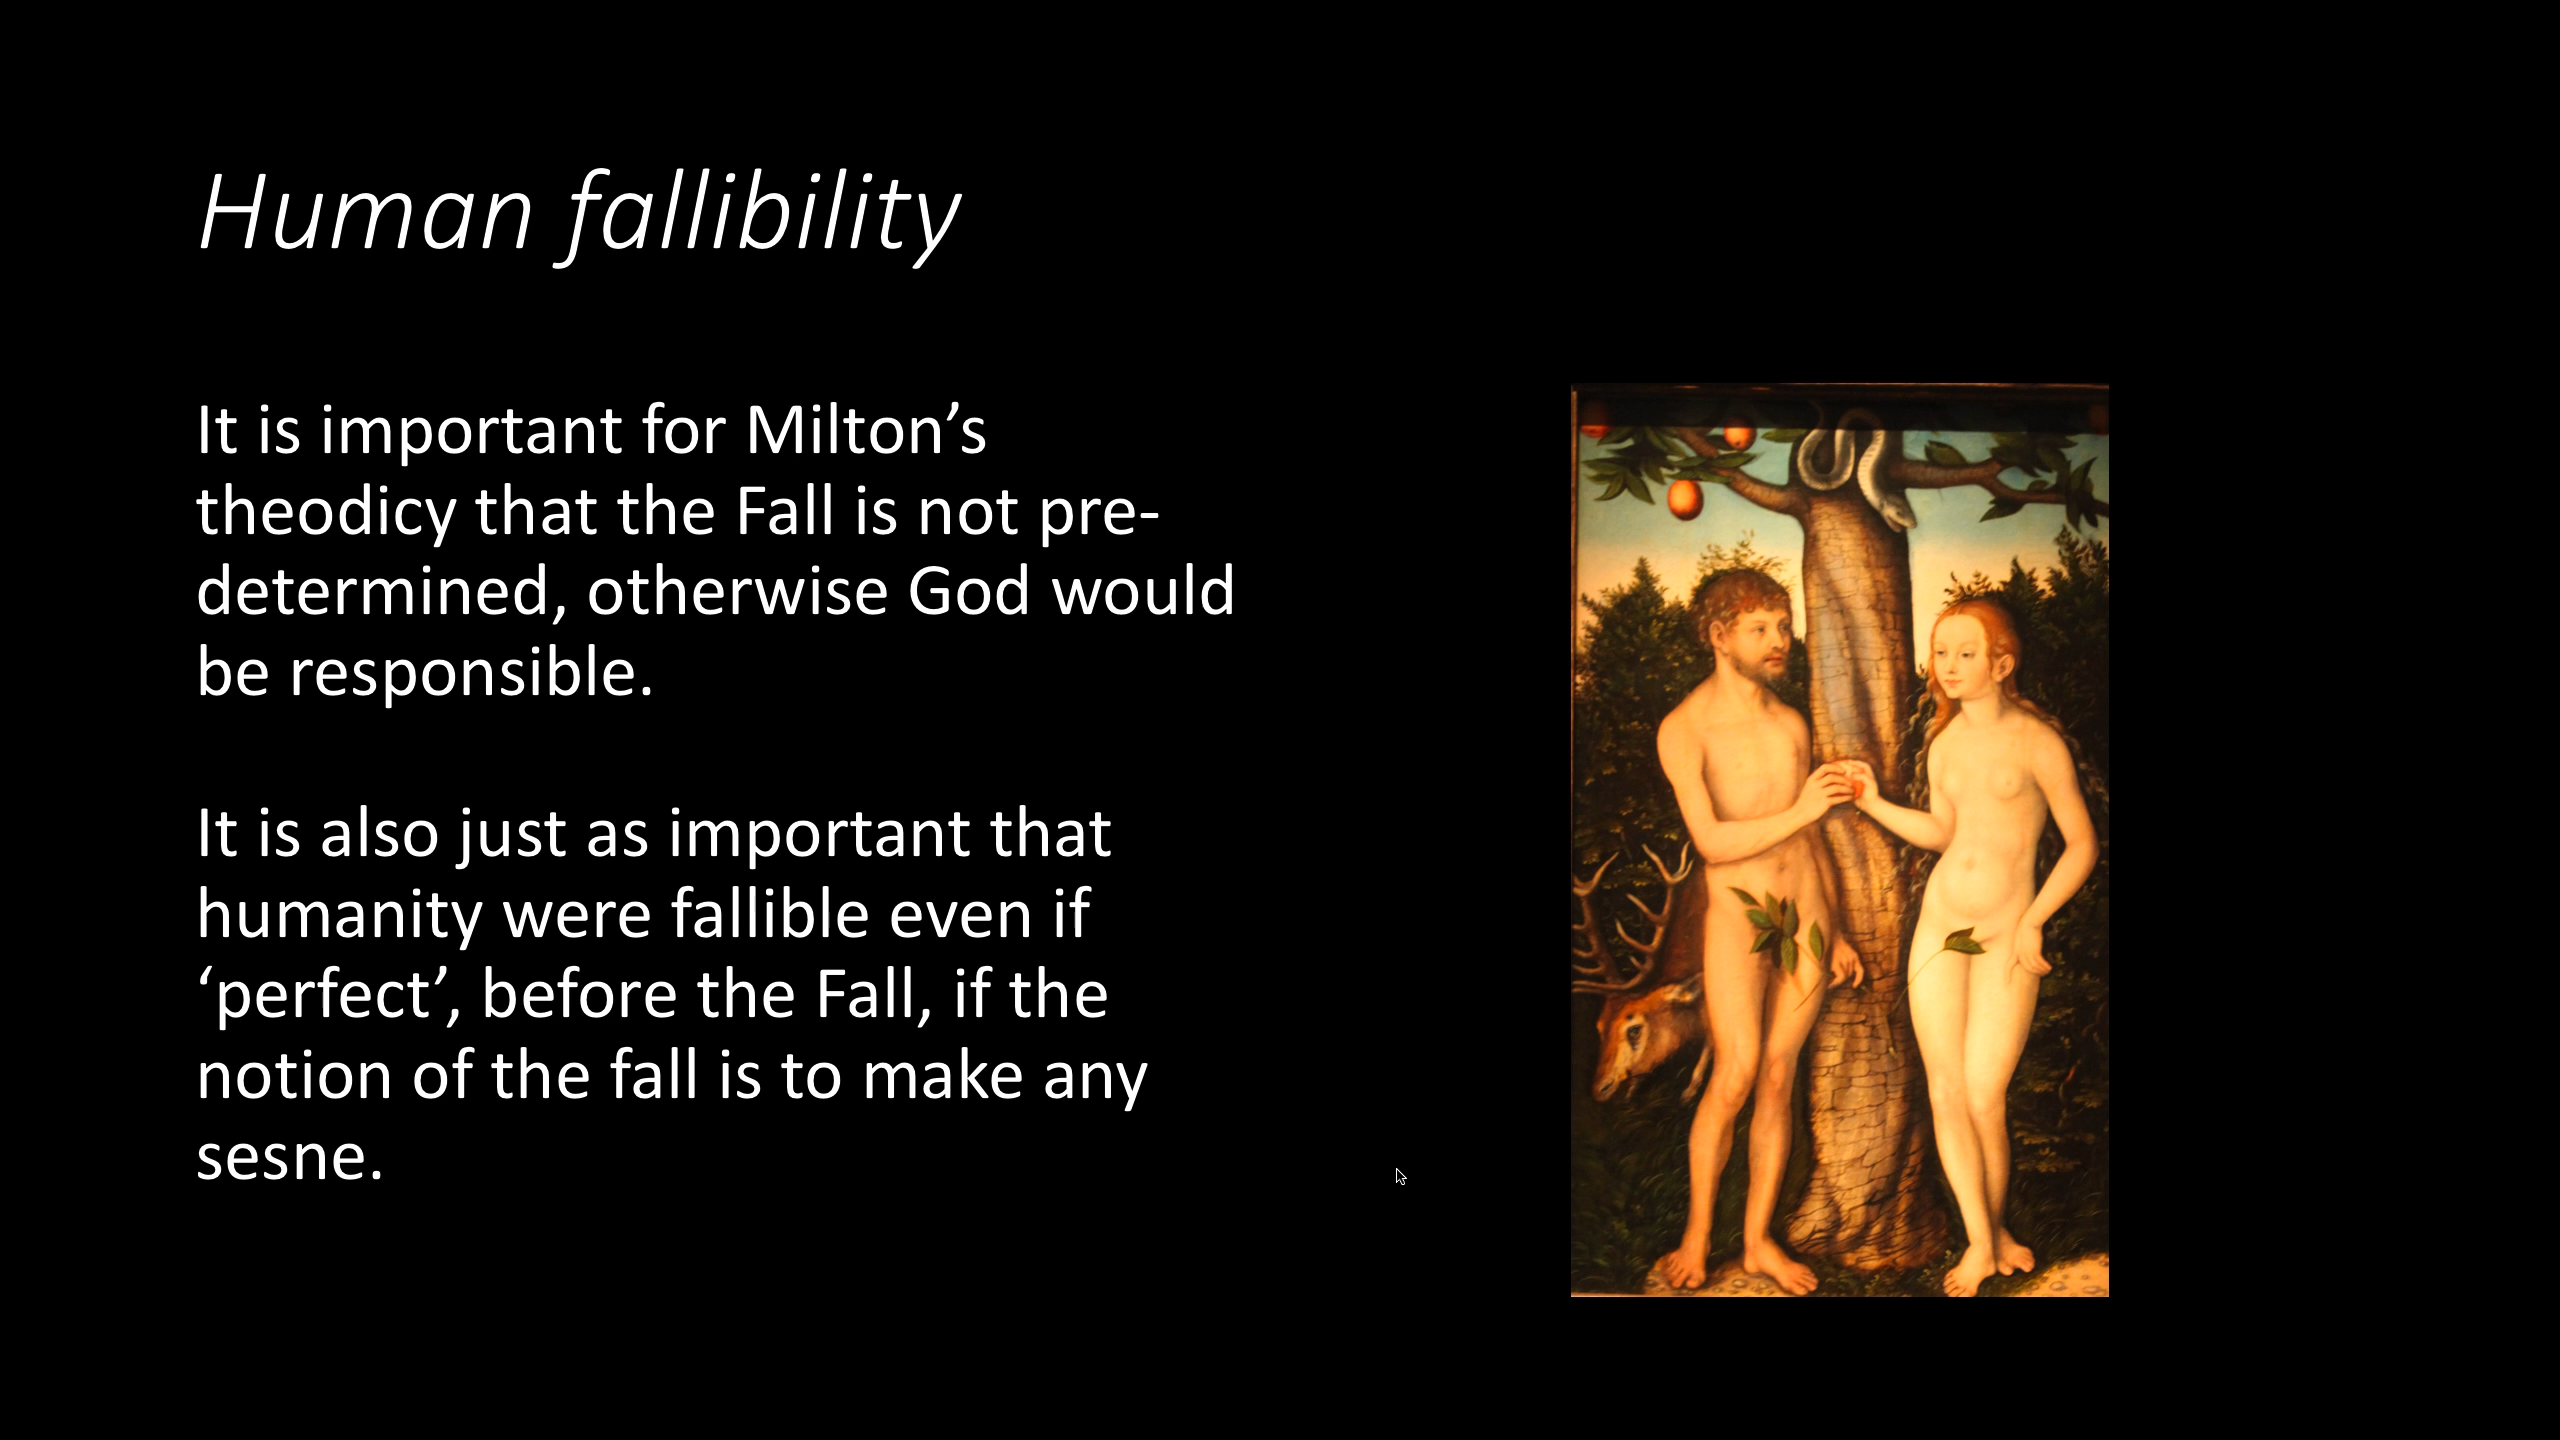 Human fallibility
It is important for Milton’s
theodicy that the Fall is not pre-
determined, otherwise God would
be responsible.
It is also just as important that
humanity were fallible even if
‘perfect’, before the Fall, if the
notion of the fall is to make any
sesne.